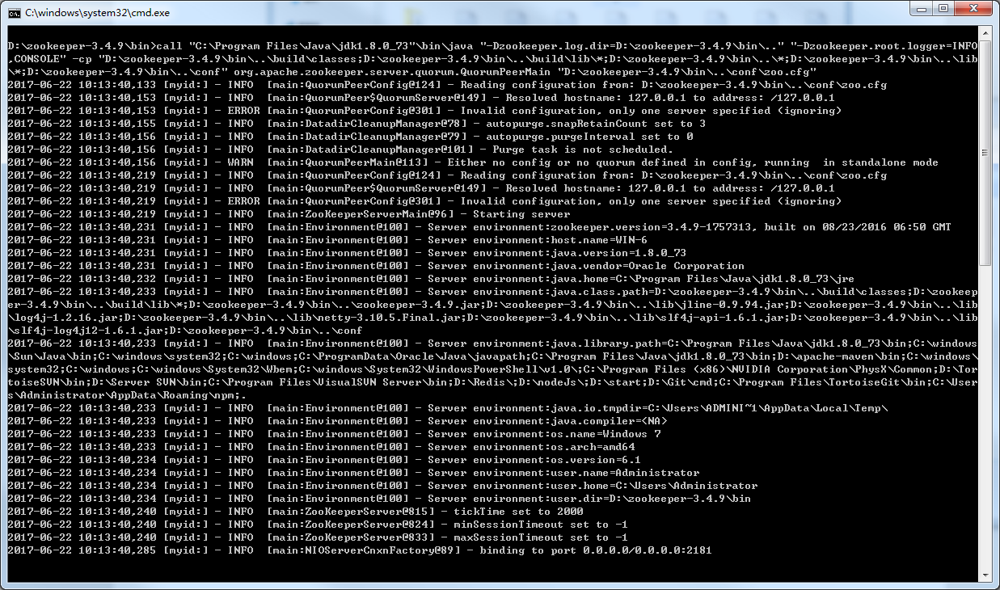 C:\windows\system32\cmd.exe
D:\zookeeper-3.4.9\bin>call "C:\Program Files\Java\jdk1.8.0_73"\bin\java "-Dzookeeper.log.dir=D:\zookeeper-3.4.9\bin\.." "-Dzookeeper.root.logger=INFO
,CONSOLE" -cp "D:\zookeeper-3.4.9\bin\..\build\classes;D:\zookeeper-3.4.9\bin\..\build\lib\*;D:\zookeeper-3.4.9\bin\..\*;D:\zookeeper-3.4.9\bin\..\lib
\*;D:\zookeeper-3.4.9\bin\..\conf" org.apache.zookeeper.server.quorum.QuorumPeerMain "D:\zookeeper-3.4.9\bin\..\conf\zoo.cfg"
2017-06-22 10:13:40,133 [myid:] - INFO  [main:QuorumPeerConfig@124] - Reading configuration from: D:\zookeeper-3.4.9\bin\..\conf\zoo.cfg
2017-06-22 10:13:40,153 [myid:] - INFO  [main:QuorumPeer$QuorumServer@149] - Resolved hostname: 127.0.0.1 to address: /127.0.0.1
2017-06-22 10:13:40,153 [myid:] - ERROR [main:QuorumPeerConfig@301] - Invalid configuration, only one server specified (ignoring)
2017-06-22 10:13:40,155 [myid:] - INFO  [main:DatadirCleanupManager@78] - autopurge.snapRetainCount set to 3
2017-06-22 10:13:40,156 [myid:] - INFO  [main:DatadirCleanupManager@79] - autopurge.purgeInterval set to 0
2017-06-22 10:13:40,156 [myid:] - INFO  [main:DatadirCleanupManager@101] - Purge task is not scheduled.
2017-06-22 10:13:40,156 [myid:] - WARN  [main:QuorumPeerMain@113] - Either no config or no quorum defined in config, running  in standalone mode
2017-06-22 10:13:40,219 [myid:] - INFO  [main:QuorumPeerConfig@124] - Reading configuration from: D:\zookeeper-3.4.9\bin\..\conf\zoo.cfg
2017-06-22 10:13:40,219 [myid:] - INFO  [main:QuorumPeer$QuorumServer@149] - Resolved hostname: 127.0.0.1 to address: /127.0.0.1
2017-06-22 10:13:40,219 [myid:] - ERROR [main:QuorumPeerConfig@301] - Invalid configuration, only one server specified (ignoring)
2017-06-22 10:13:40,219 [myid:] - INFO  [main:ZooKeeperServerMain@96] - Starting server
2017-06-22 10:13:40,231 [myid:] - INFO  [main:Environment@100] - Server environment:zookeeper.version=3.4.9-1757313, built on 08/23/2016 06:50 GMT
2017-06-22 10:13:40,231 [myid:] - INFO  [main:Environment@100] - Server environment:host.name=WIN-6
2017-06-22 10:13:40,231 [myid:] - INFO  [main:Environment@100] - Server environment:java.version=1.8.0_73
2017-06-22 10:13:40,231 [myid:] - INFO  [main:Environment@100] - Server environment:java.vendor=Oracle Corporation
2017-06-22 10:13:40,232 [myid:] - INFO  [main:Environment@100] - Server environment:java.home=C:\Program Files\Java\jdk1.8.0_73\jre
2017-06-22 10:13:40,233 [myid:] - INFO  [main:Environment@100] - Server environment:java.class.path=D:\zookeeper-3.4.9\bin\..\build\classes;D:\zookeep
er-3.4.9\bin\..\build\lib\*;D:\zookeeper-3.4.9\bin\..\zookeeper-3.4.9.jar;D:\zookeeper-3.4.9\bin\..\lib\jline-0.9.94.jar;D:\zookeeper-3.4.9\bin\..\lib
\log4j-1.2.16.jar;D:\zookeeper-3.4.9\bin\..\lib\netty-3.10.5.Final.jar;D:\zookeeper-3.4.9\bin\..\lib\slf4j-api-1.6.1.jar;D:\zookeeper-3.4.9\bin\..\lib
\slf4j-log4j12-1.6.1.jar;D:\zookeeper-3.4.9\bin\..\conf
2017-06-22 10:13:40,233 [myid:] - INFO  [main:Environment@100] - Server environment:java.library.path=C:\Program Files\Java\jdk1.8.0_73\bin;C:\windows
\Sun\Java\bin;C:\windows\system32;C:\windows;C:\ProgramData\Oracle\Java\javapath;C:\Program Files\Java\jdk1.8.0_73\bin;D:\apache-maven\bin;C:\windows\
system32;C:\windows;C:\windows\System32\Wbem;C:\windows\System32\WindowsPowerShell\v1.0\;C:\Program Files (x86)\NVIDIA Corporation\PhysX\Common;D:\Tor
toiseSVN\bin;D:\Server SVN\bin;C:\Program Files\VisualSVN Server\bin;D:\Redis\;D:\nodeJs\;D:\start;D:\Git\cmd;C:\Program Files\TortoiseGit\bin;C:\User
s\Administrator\AppData\Roaming\npm;.
2017-06-22 10:13:40,233 [myid:] - INFO  [main:Environment@100] - Server environment:java.io.tmpdir=C:\Users\ADMINI~1\AppData\Local\Temp\
2017-06-22 10:13:40,233 [myid:] - INFO  [main:Environment@100] - Server environment:java.compiler=<NA>
2017-06-22 10:13:40,233 [myid:] - INFO  [main:Environment@100] - Server environment:os.name=Windows 7
2017-06-22 10:13:40,233 [myid:] - INFO  [main:Environment@100] - Server environment:os.arch=amd64
2017-06-22 10:13:40,234 [myid:] - INFO  [main:Environment@100] - Server environment:os.version=6.1
2017-06-22 10:13:40,234 [myid:] - INFO  [main:Environment@100] - Server environment:user.name=Administrator
2017-06-22 10:13:40,234 [myid:] - INFO  [main:Environment@100] - Server environment:user.home=C:\Users\Administrator
2017-06-22 10:13:40,234 [myid:] - INFO  [main:Environment@100] - Server environment:user.dir=D:\zookeeper-3.4.9\bin
2017-06-22 10:13:40,240 [myid:] - INFO  [main:ZooKeeperServer@815] - tickTime set to 2000
2017-06-22 10:13:40,240 [myid:] - INFO  [main:ZooKeeperServer@824] - minSessionTimeout set to -1
2017-06-22 10:13:40,240 [myid:] - INFO  [main:ZooKeeperServer@833] - maxSessionTimeout set to -1
2017-06-22 10:13:40,285 [myid:] - INFO  [main:NIOServerCnxnFactory@89] - binding to port 0.0.0.0/0.0.0.0:2181